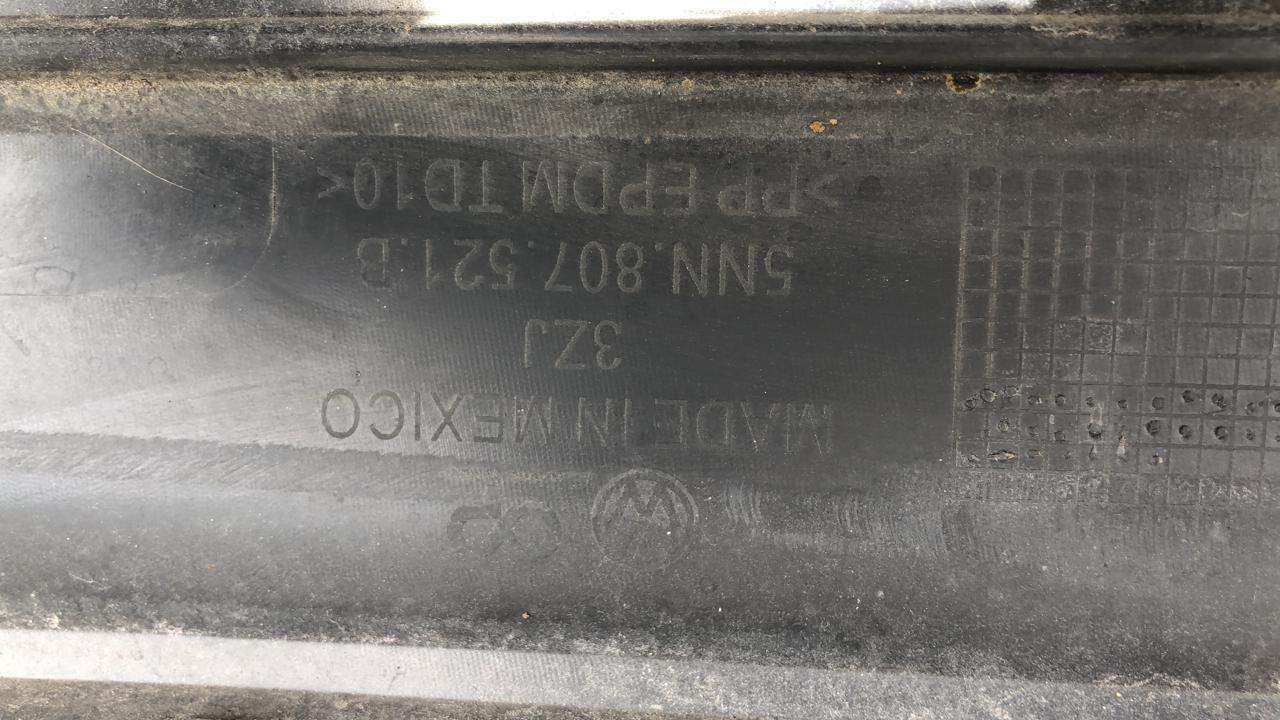 MADE IN MEXICO
3ZJ
5NN.807.521.B
>PP EPDM TD10<